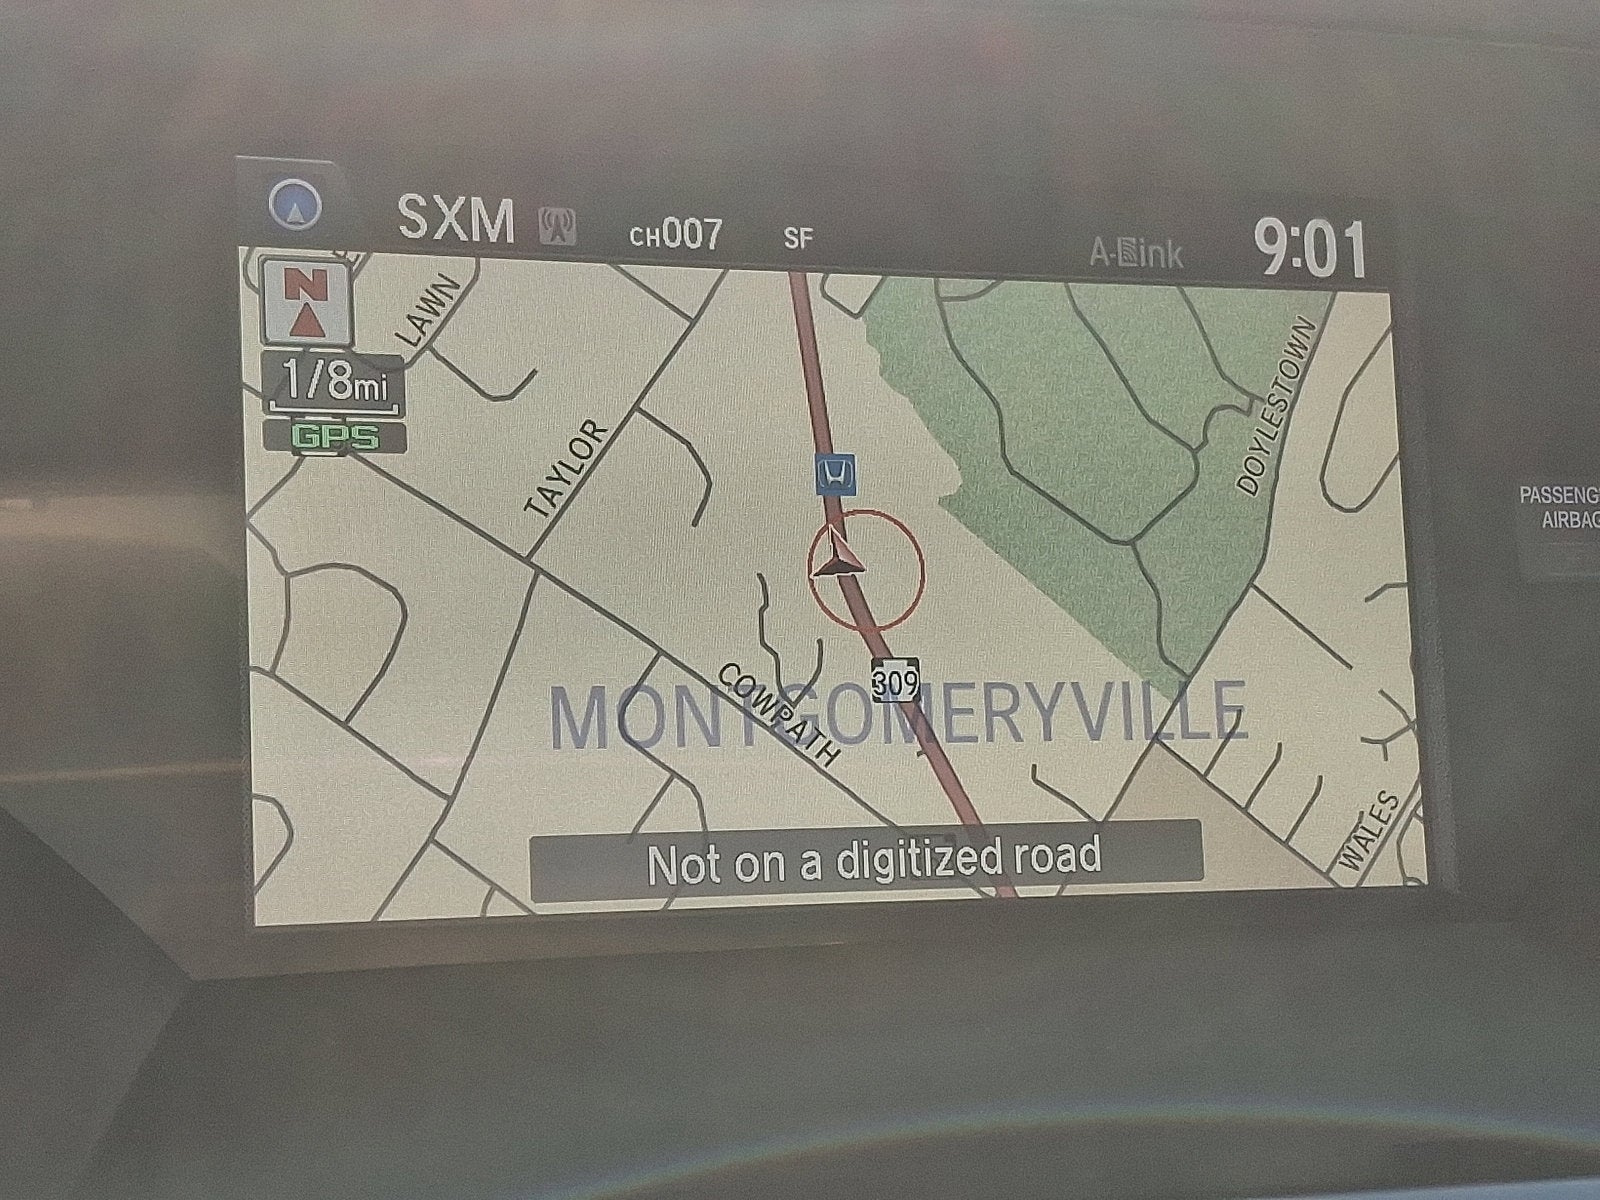 SXM CH007 SF A-Link 9:01
N
1/8mi
GPS
LAWN
TAYLOR
DOYLESTOWN
309
COWPATH
MONTGOMERYVILLE
WALES
Not on a digitized road
PASSENG
AIRBAG